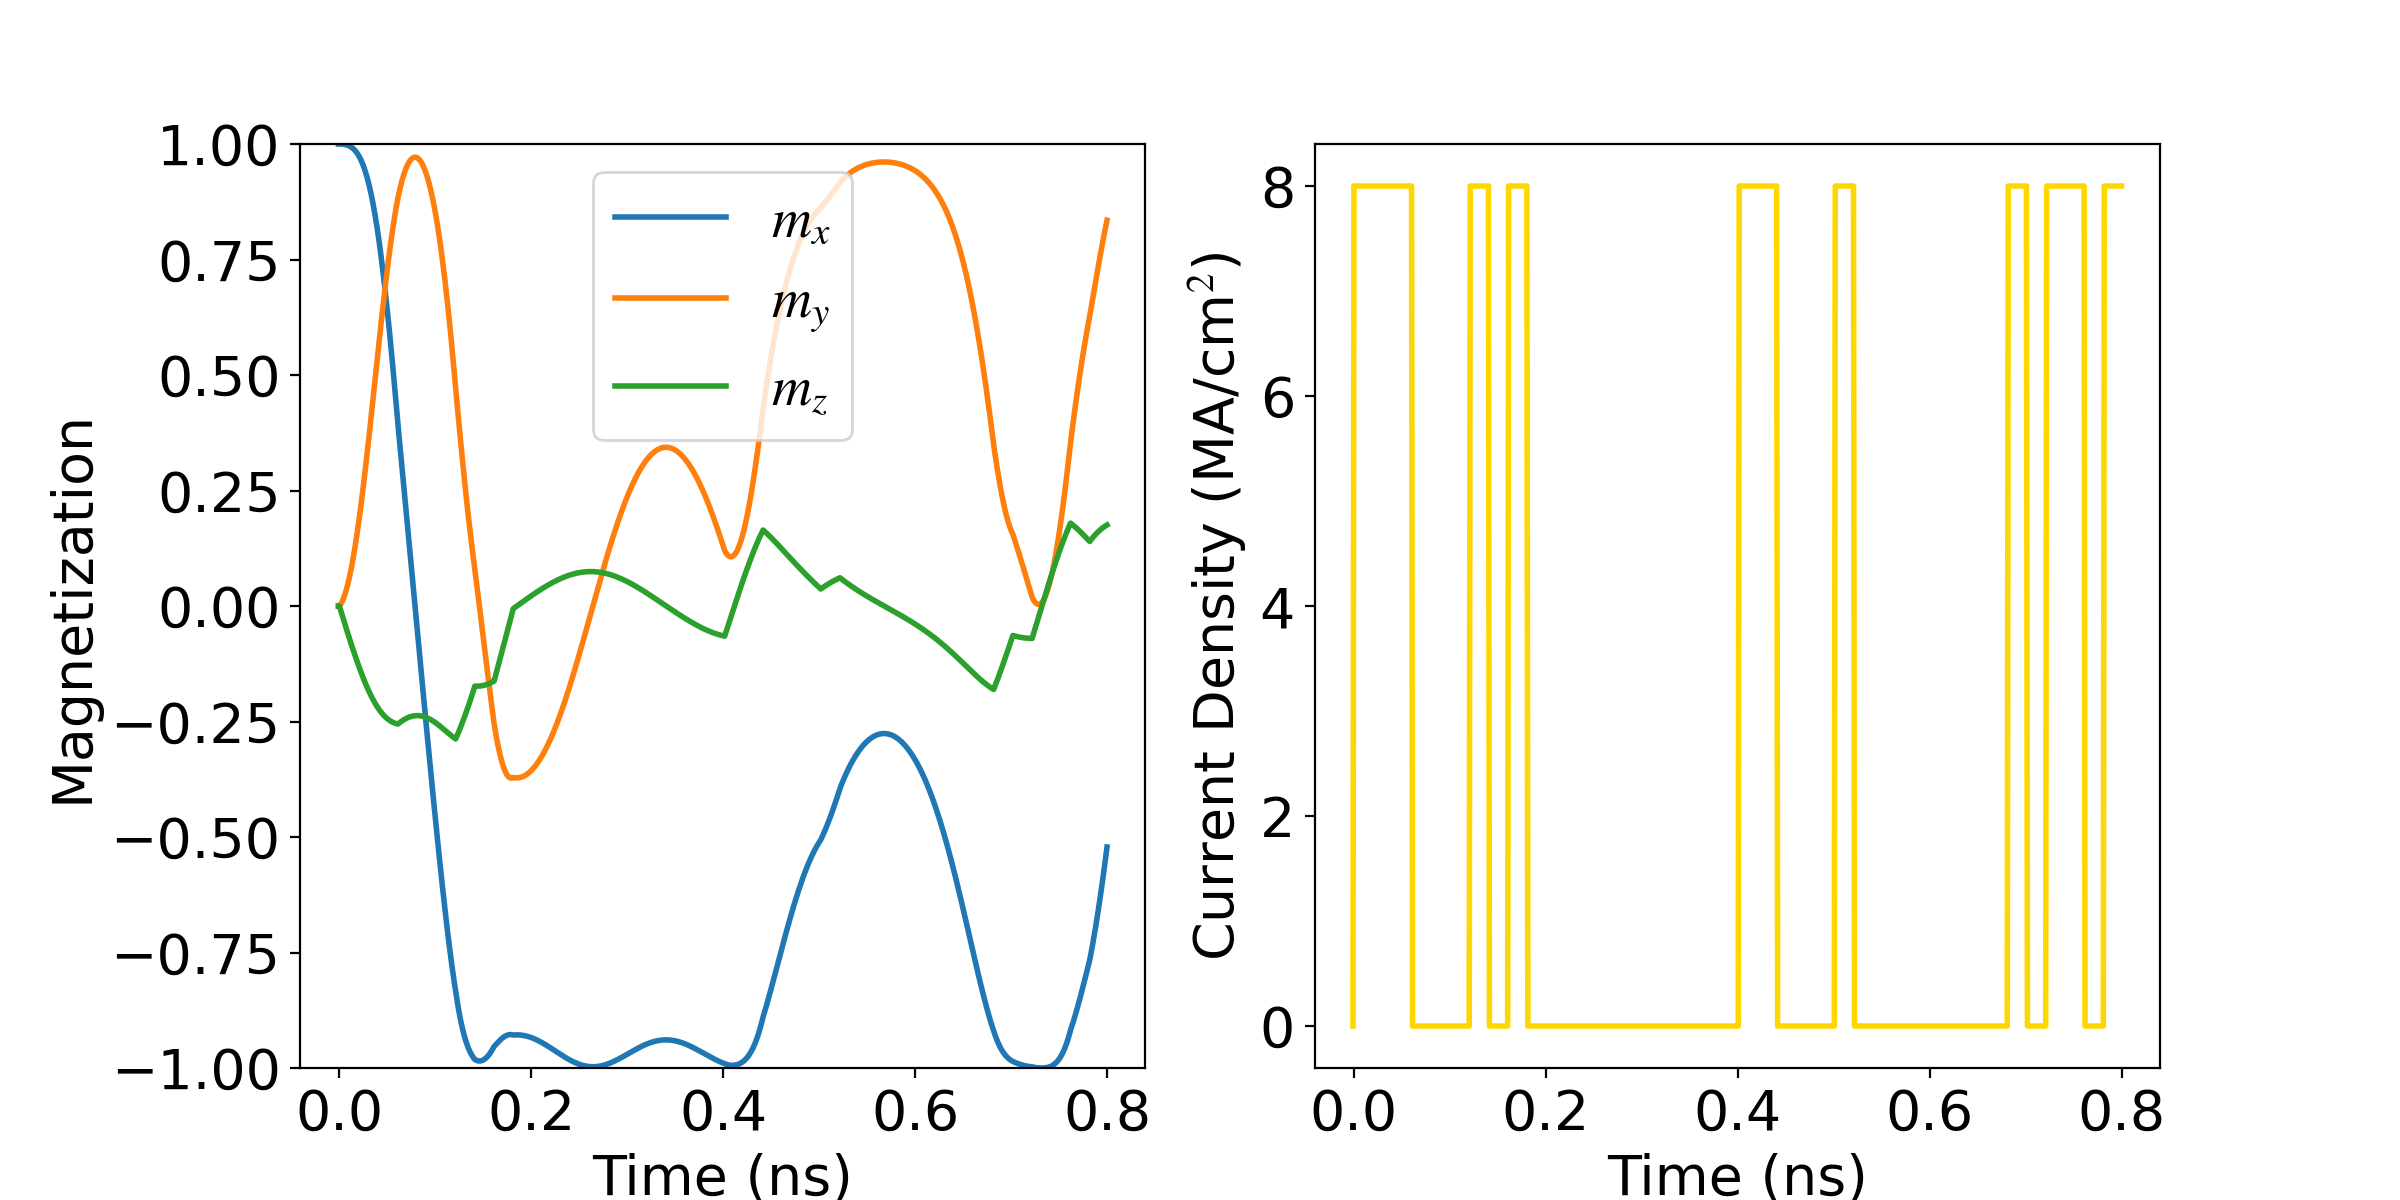 Magnetization
1.00
0.75
0.50
0.25
0.00
−0.25
−0.50
−0.75
−1.00
0.0 0.2 0.4 0.6 0.8
Time (ns)
m_x
m_y
m_z
Current Density (MA/cm²)
8
6
4
2
0
0.0 0.2 0.4 0.6 0.8
Time (ns)